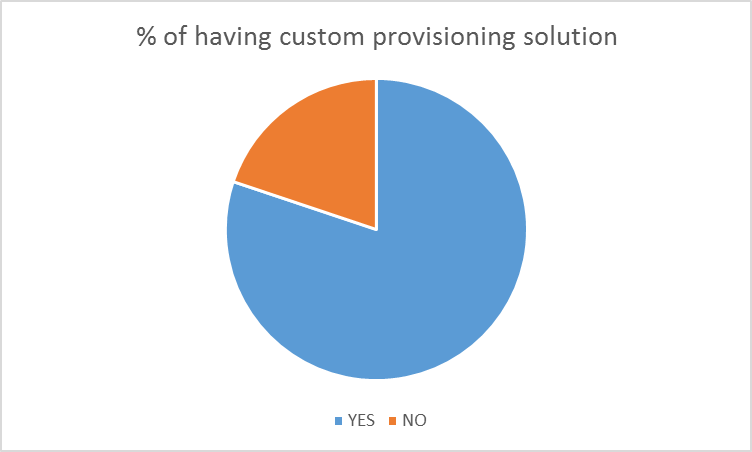 % of having custom provisioning solution
YES NO